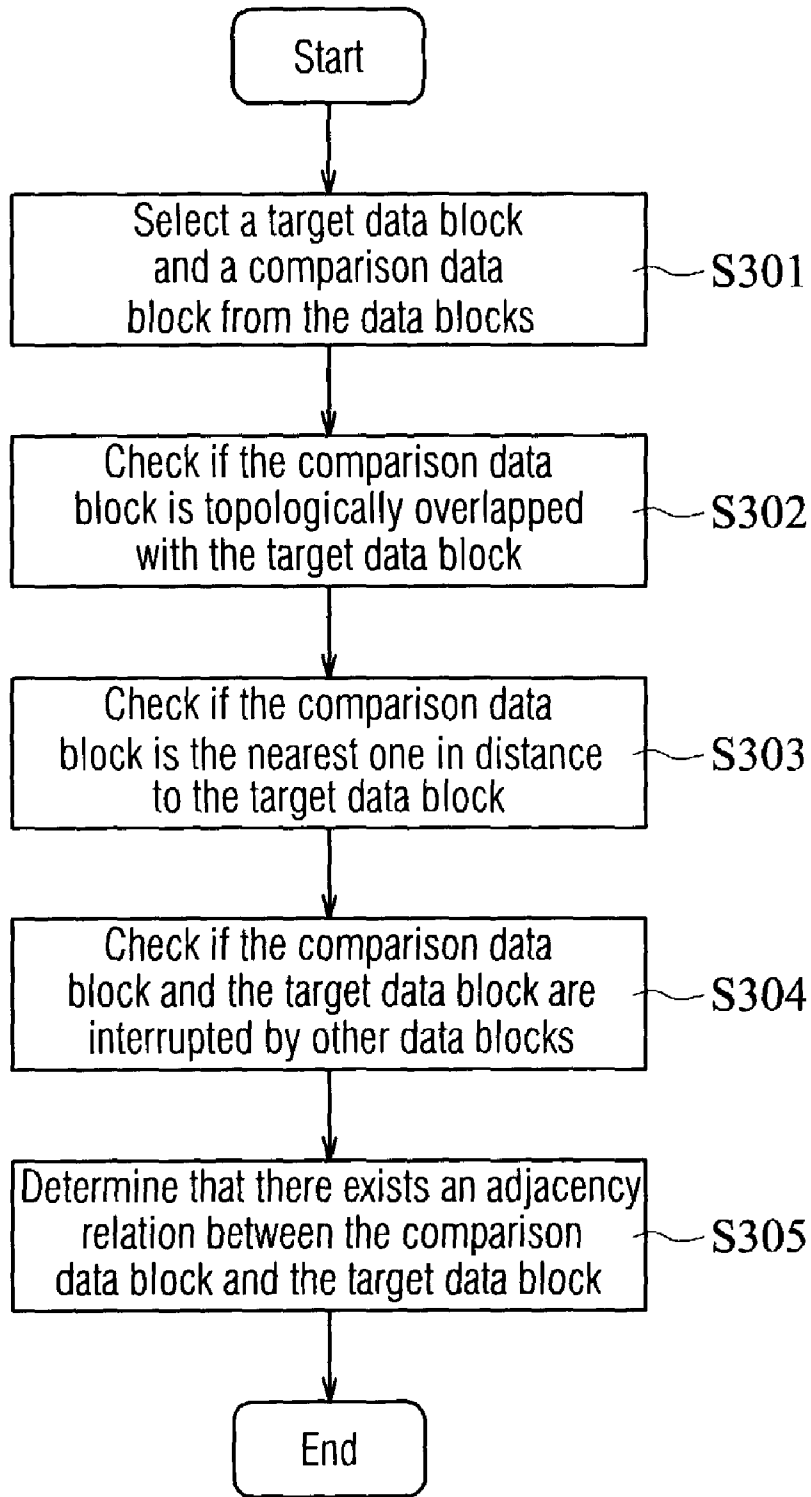 Start
Select a target data block
and a comparison data
block from the data blocks
S301
Check if the comparison data
block is topologically overlapped
with the target data block
S302
Check if the comparison data
block is the nearest one in distance
to the target data block
S303
Check if the comparison data
block and the target data block are
interrupted by other data blocks
S304
Determine that there exists an adjacency
relation between the comparison
data block and the target data block
S305
End